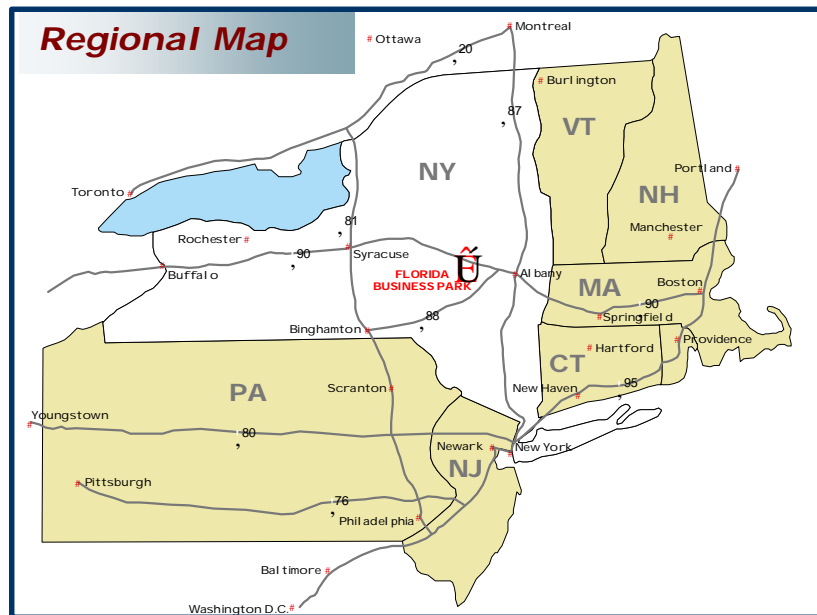 Regional Map
Montreal
Ottawa
20
Burlington
87
VT
NY
Portland
Toronto
NH
81
Manchester
Rochester
90
Syracuse
Buffalo
FLORIDA
BUSINESS PARK
Albany
MA
Boston
90
Springfield
Binghamton
88
Providence
Hartford
CT
Scranton
New Haven
95
PA
Youngstown
80
Newark
New York
NJ
Pittsburgh
76
Philadelphia
Baltimore
Washington D.C.